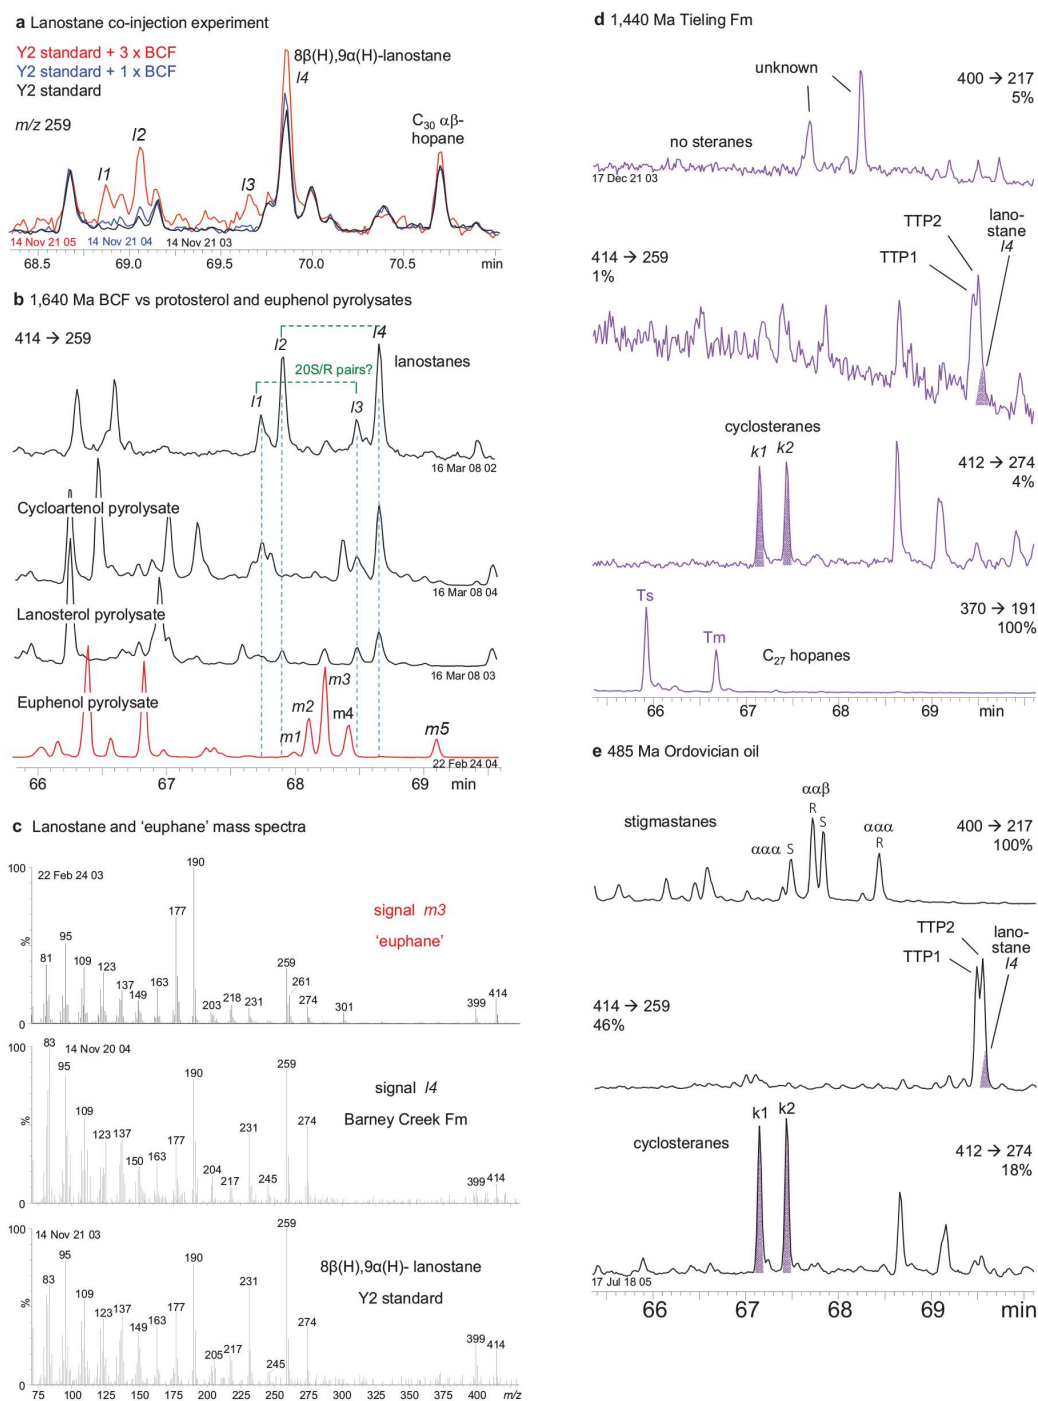 a Lanostane co-injection experiment
Y2 standard + 3 x BCF
Y2 standard + 1 x BCF
Y2 standard
m/z 259
8β(H),9α(H)-lanostane
l4
l2
l1
l3
C30 αβ-
hopane
14 Nov 21 05
14 Nov 21 04
14 Nov 21 03
68.5 69.0 69.5 70.0 70.5 min
b 1,640 Ma BCF vs protosterol and euphenol pyrolysates
414 → 259
l2
l4
lanostanes
20S/R pairs?
l1
l3
16 Mar 08 02
Cycloartenol pyrolysate
16 Mar 08 04
Lanosterol pyrolysate
16 Mar 08 03
Euphenol pyrolysate
m1
m2
m3
m4
m5
22 Feb 24 04
66 67 68 69 min
c Lanostane and ‘euphane’ mass spectra
100
22 Feb 24 03
190
signal m3
‘euphane’
177
%
95
81
109
123
137
149
163
203
218
231
259
261
274
301
399
414
0
100
83
14 Nov 20 04
95
signal l4
Barney Creek Fm
190
259
%
109
123
137
150
163
177
204
217
231
245
274
399
414
0
100
14 Nov 21 03
95
83
8β(H),9α(H)- lanostane
Y2 standard
190
259
%
109
123
137
149
163
177
205
217
231
245
274
399
414
0
75 100 125 150 175 200 225 250 275 300 325 350 375 400 m/z
d 1,440 Ma Tieling Fm
unknown
400 → 217
5%
no steranes
17 Dec 21 03
414 → 259
1%
TTP2
TTP1
lano-
stane
l4
cyclosteranes
k1
k2
412 → 274
4%
Ts
Tm
370 → 191
100%
C27 hopanes
66 67 68 69 min
e 485 Ma Ordovician oil
stigmastanes
ααβ
R
S
ααα S
ααα
R
400 → 217
100%
414 → 259
46%
TTP2
TTP1
lano-
stane
l4
cyclosteranes
k1
k2
412 → 274
18%
17 Jul 18 05
66 67 68 69 min